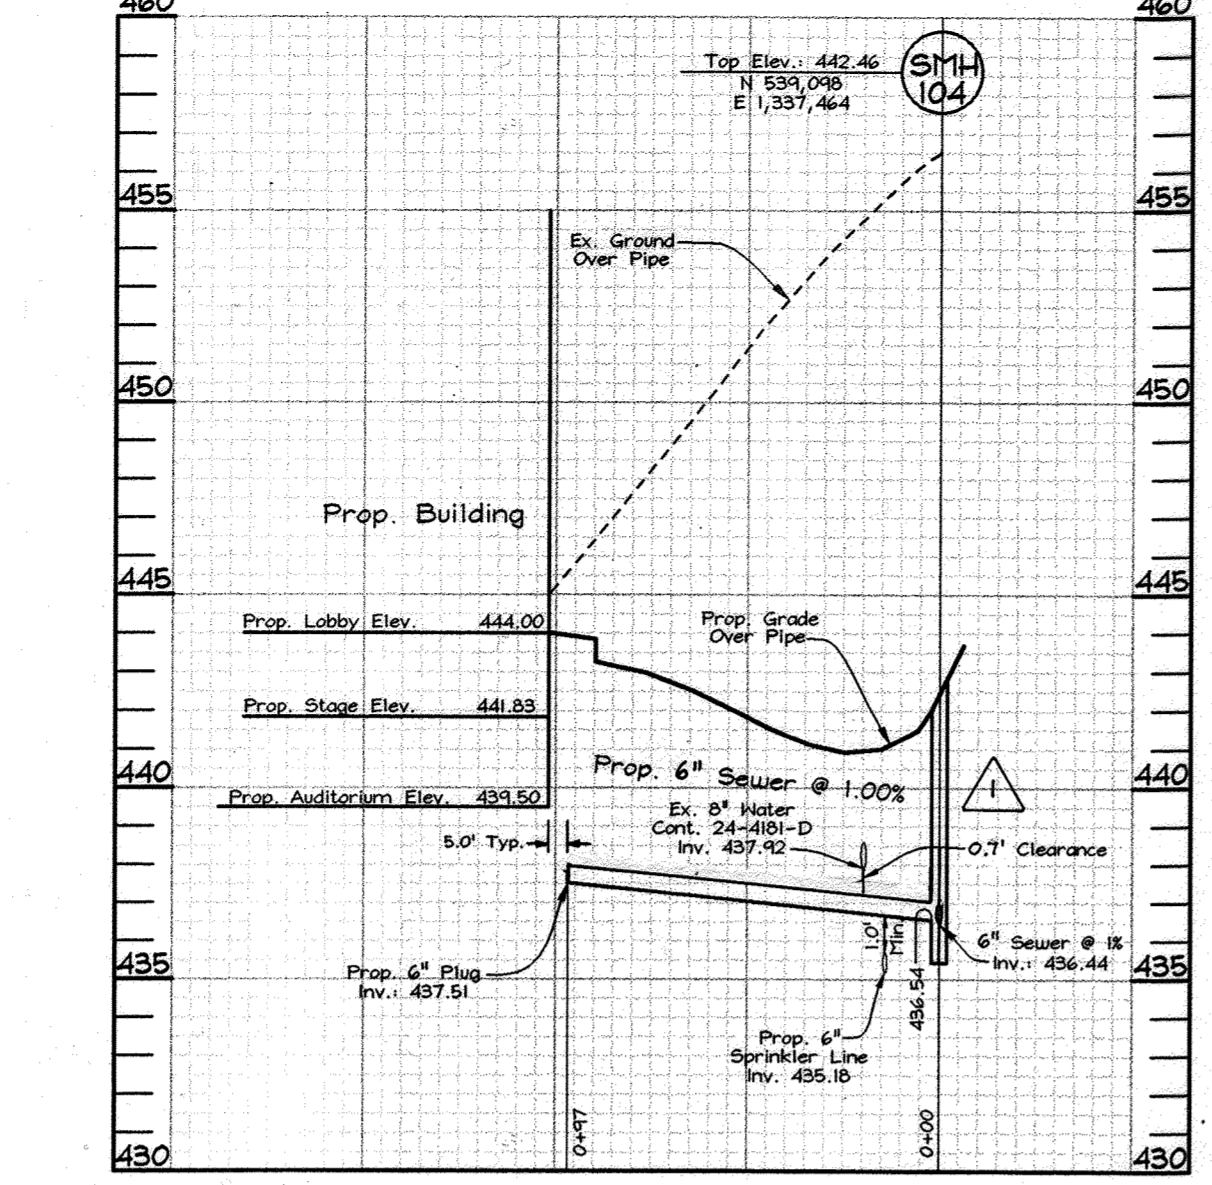 460
460
Top Elev.: 442.46
N 539,098
E 1,337,464
SMH
104
455
455
Ex. Ground
Over Pipe
450
450
Prop. Building
445
445
Prop. Lobby Elev. 444.00
Prop. Grade
Over Pipe
Prop. Stage Elev. 441.83
440
440
Prop. 6" Sewer @ 1.00%
1
Prop. Auditorium Elev. 439.50
Ex. 8" Water
Cont. 24-4181-D
Inv. 437.92
5.0' Typ.
0.7' Clearance
1.0'
Min.
6" Sewer @ 1%
Inv.: 436.44
435
435
Prop. 6" Plug
Inv.: 437.51
436.54
Prop. 6"
Sprinkler Line
Inv. 435.18
0+97
0+00
430
430